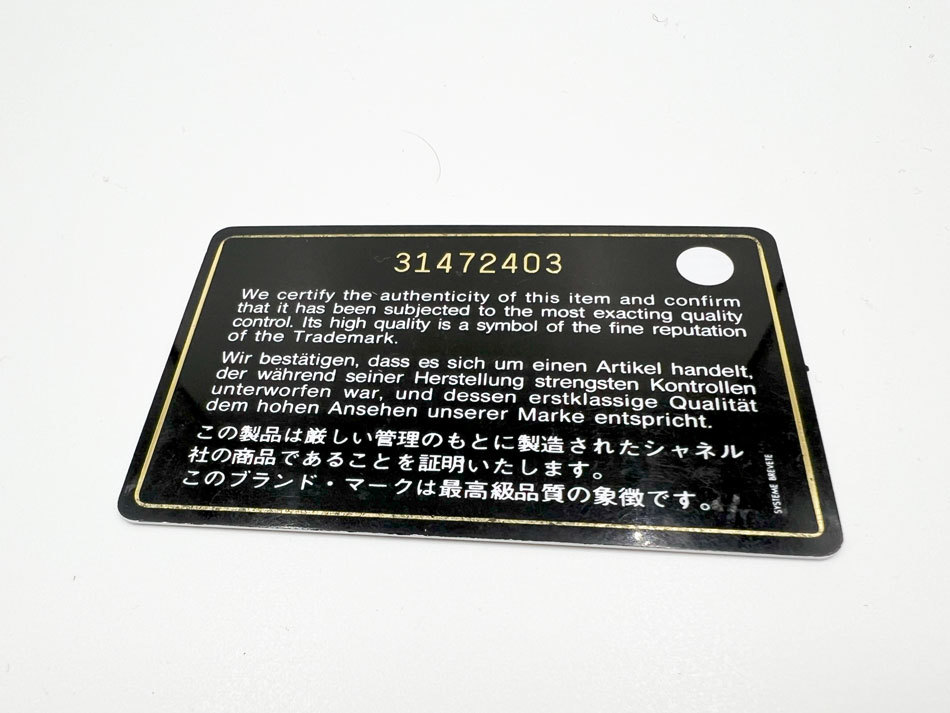 31472403
We certify the authenticity of this item and confirm
that it has been subjected to the most exacting quality
control. Its high quality is a symbol of the fine reputation
of the Trademark.
Wir bestätigen, dass es sich um einen Artikel handelt,
der während seiner Herstellung strengsten Kontrollen
unterworfen war, und dessen erstklassige Qualität
dem hohen Ansehen unserer Marke entspricht.
この製品は厳しい管理のもとに製造されたシャネル
社の商品であることを証明いたします。
このブランド・マークは最高級品質の象徴です。
SYSTEME BREVETE